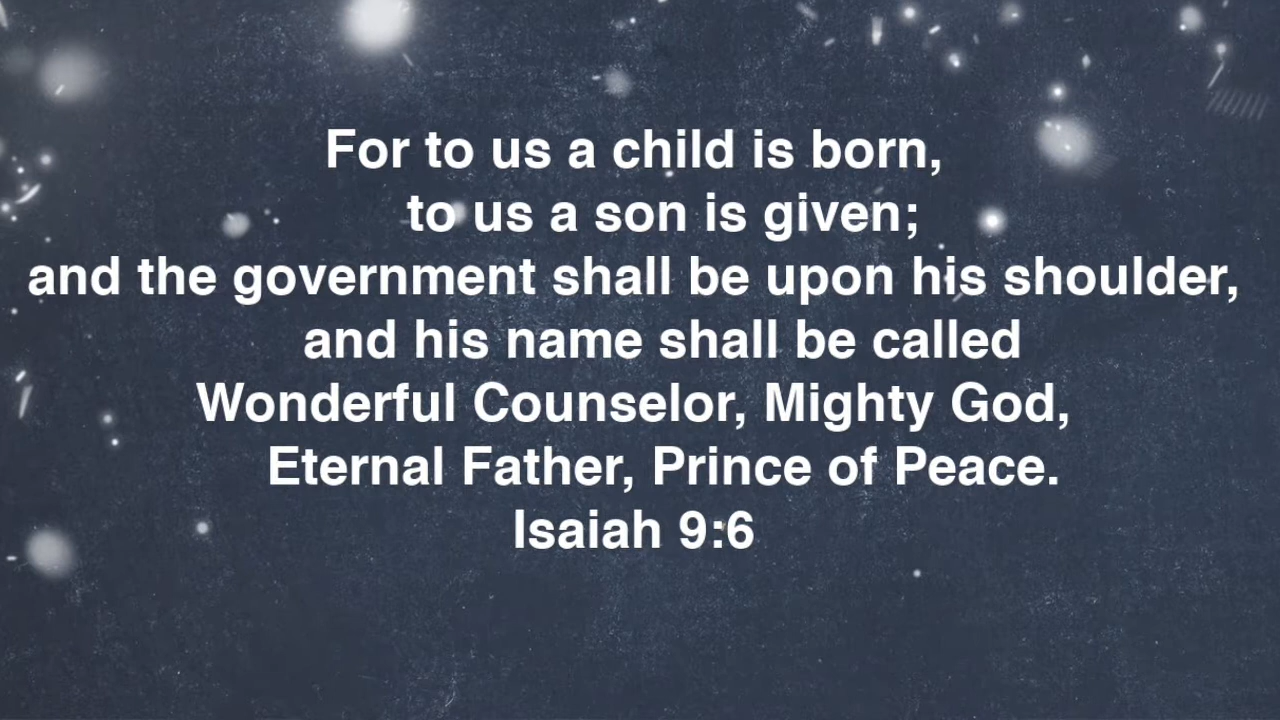 For to us a child is born,
to us a son is given;
and the government shall be upon his shoulder,
and his name shall be called
Wonderful Counselor, Mighty God,
Eternal Father, Prince of Peace.
Isaiah 9:6